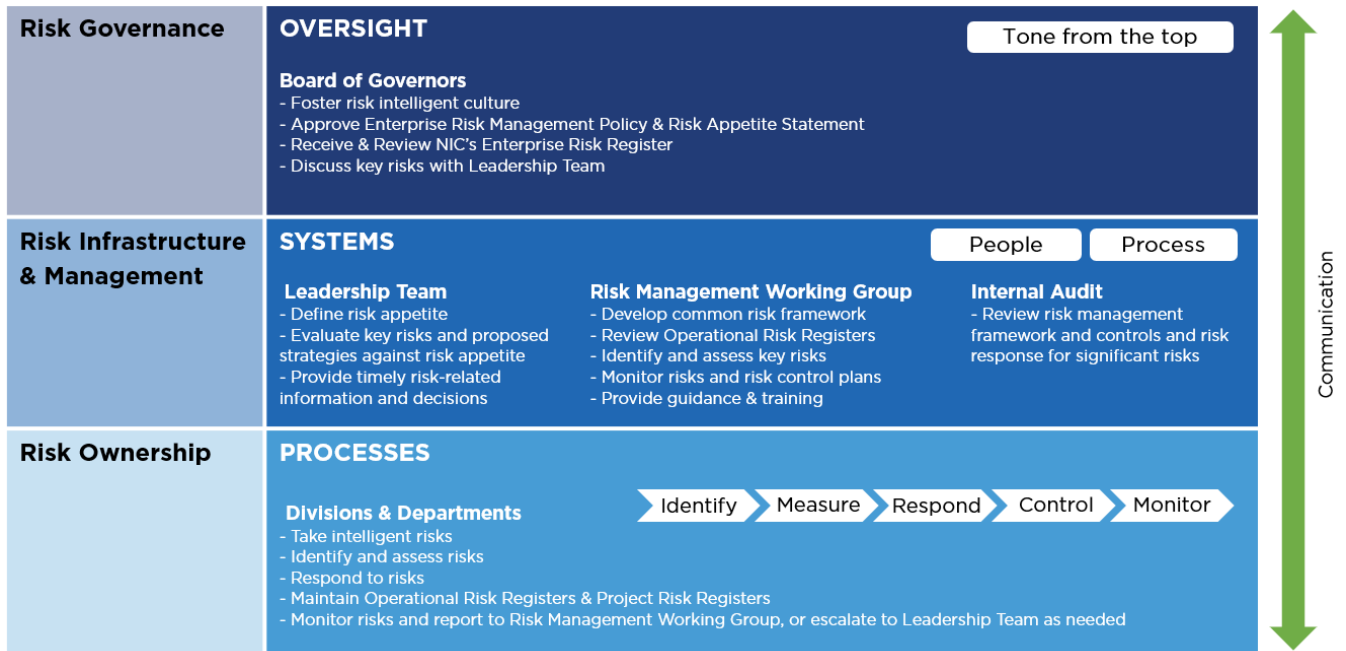 Risk Governance
OVERSIGHT
Tone from the top
Board of Governors
- Foster risk intelligent culture
- Approve Enterprise Risk Management Policy & Risk Appetite Statement
- Receive & Review NIC's Enterprise Risk Register
- Discuss key risks with Leadership Team
Risk Infrastructure
& Management
SYSTEMS
People
Process
Leadership Team
- Define risk appetite
- Evaluate key risks and proposed
strategies against risk appetite
- Provide timely risk-related
information and decisions
Risk Management Working Group
- Develop common risk framework
- Review Operational Risk Registers
- Identify and assess key risks
- Monitor risks and risk control plans
- Provide guidance & training
Internal Audit
- Review risk management
framework and controls and risk
response for significant risks
Risk Ownership
PROCESSES
Identify
Measure
Respond
Control
Monitor
Divisions & Departments
- Take intelligent risks
- Identify and assess risks
- Respond to risks
- Maintain Operational Risk Registers & Project Risk Registers
- Monitor risks and report to Risk Management Working Group, or escalate to Leadership Team as needed
Communication